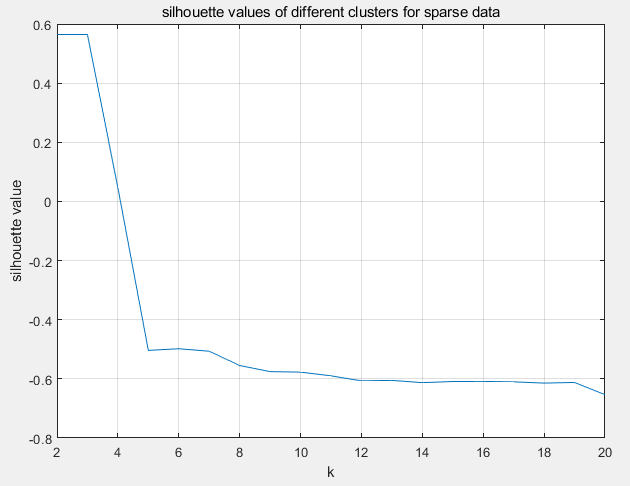 silhouette values of different clusters for sparse data
0.6
0.4
0.2
0
-0.2
-0.4
-0.6
-0.8
silhouette value
2 4 6 8 10 12 14 16 18 20
k